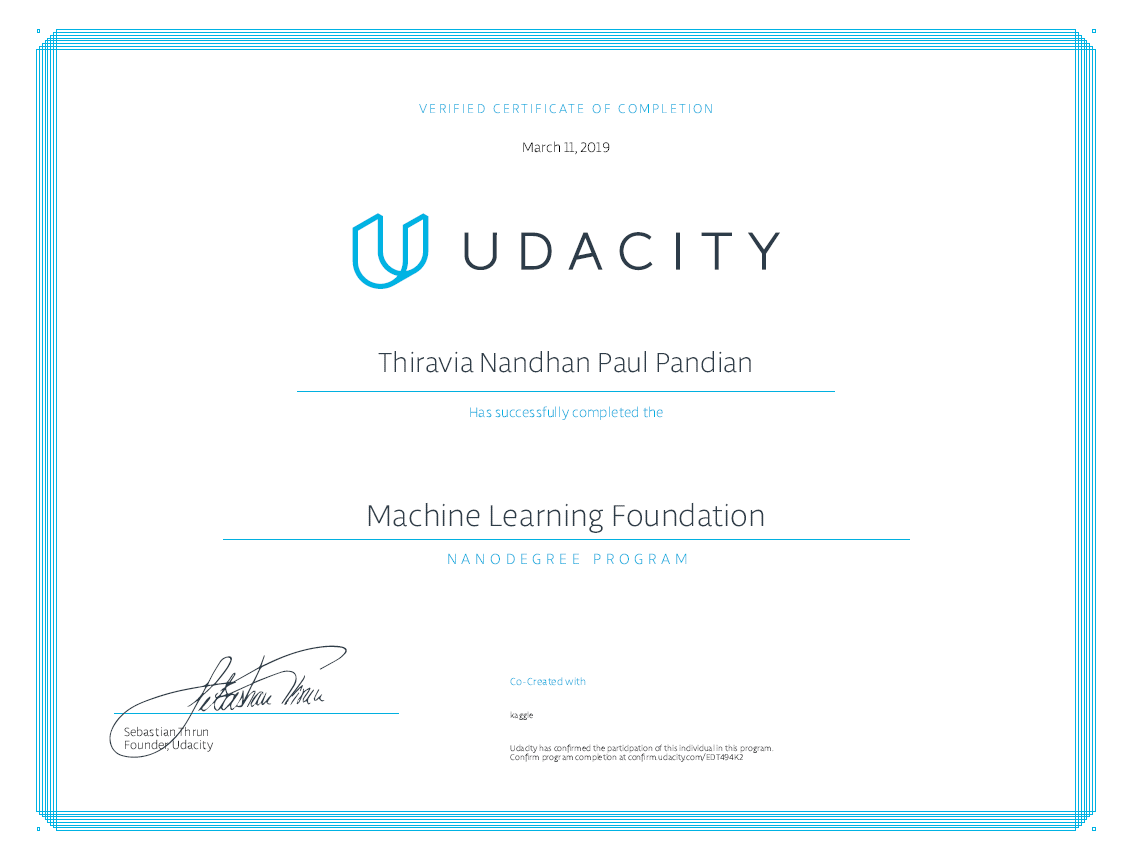 VERIFIED CERTIFICATE OF COMPLETION
March 11, 2019
UDACITY
Thiravia Nandhan Paul Pandian
Has successfully completed the
Machine Learning Foundation
NANODEGREE PROGRAM
Sebastian Thrun
Sebastian Thrun
Founder, Udacity
Co-Created with
kaggle
Udacity has confirmed the participation of this individual in this program.
Confirm program completion at confirm.udacity.com/EDT494K2